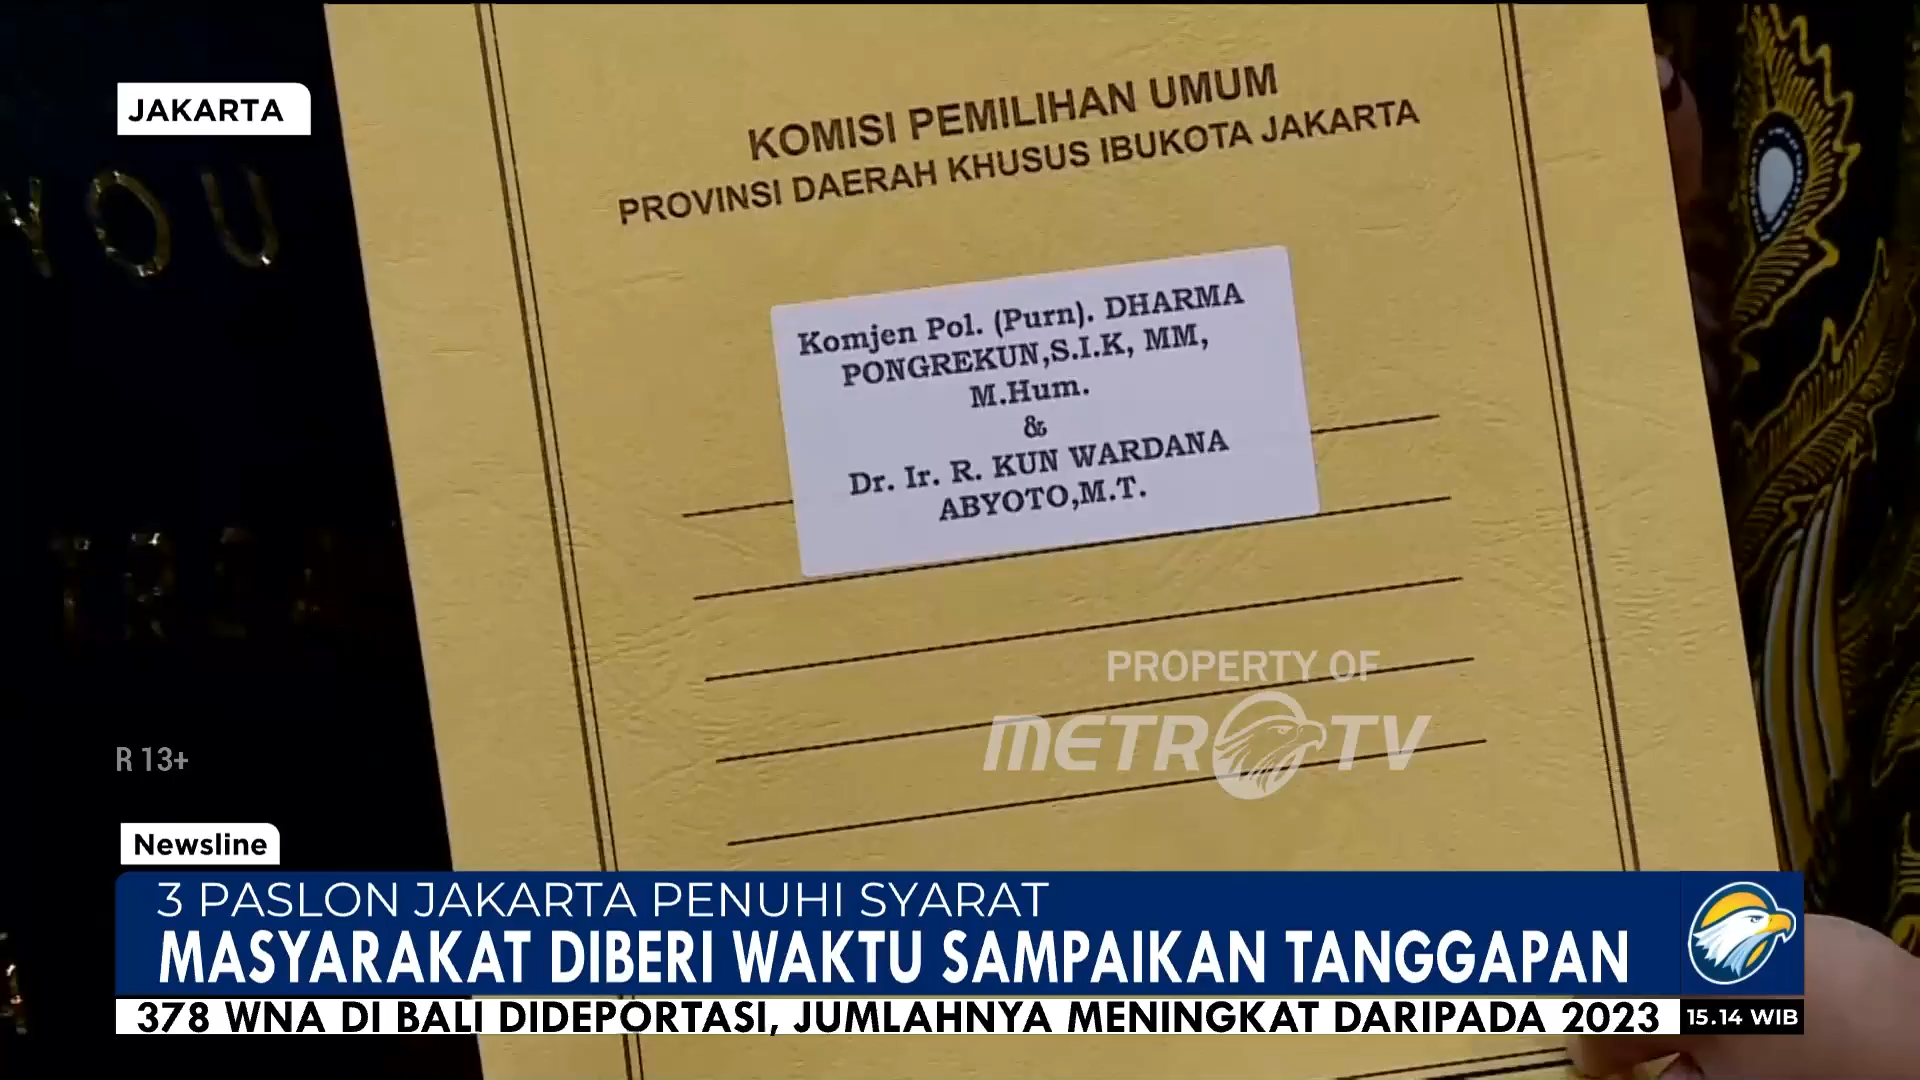 JAKARTA
YOU
KOMISI PEMILIHAN UMUM
PROVINSI DAERAH KHUSUS IBUKOTA JAKARTA
Komjen Pol. (Purn). DHARMA
PONGREKUN,S.I.K, MM,
M.Hum.
&
Dr. Ir. R. KUN WARDANA
ABYOTO,M.T.
PROPERTY OF
METRO TV
R 13+
Newsline
3 PASLON JAKARTA PENUHI SYARAT
MASYARAKAT DIBERI WAKTU SAMPAIKAN TANGGAPAN
378 WNA DI BALI DIDEPORTASI, JUMLAHNYA MENINGKAT DARIPADA 2023
15.14 WIB